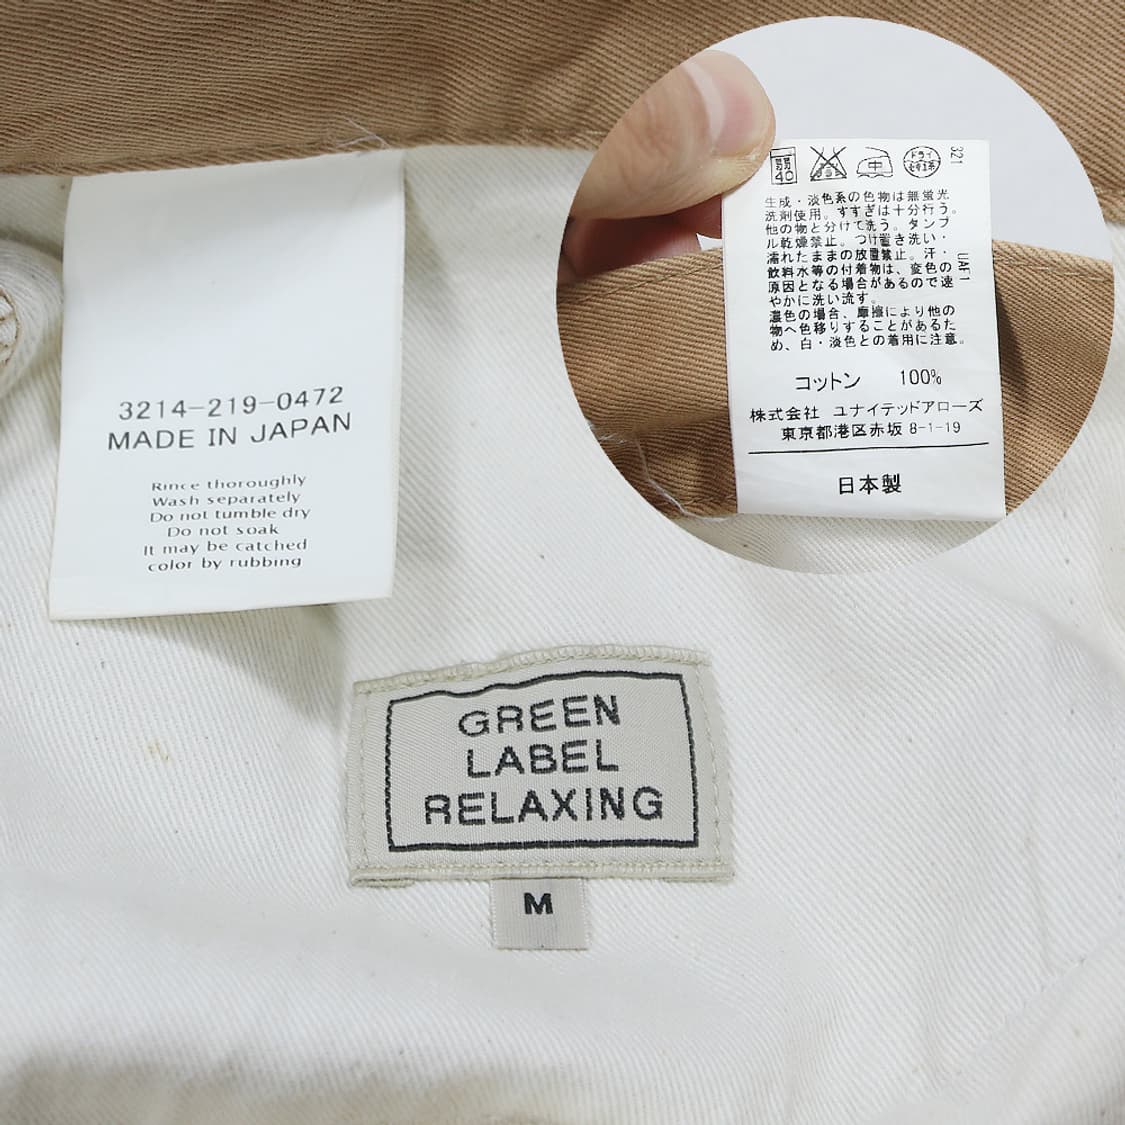 3214-219-0472
MADE IN JAPAN
Rince thoroughly
Wash separately
Do not tumble dry
Do not soak
It may be catched
color by rubbing
40
中
ドライ
321
生成・淡色系の色物は無蛍光
洗剤使用。すすぎは十分行う。
他の物と分けて洗う。タンブ
ル乾燥禁止。つけ置き洗い・
濡れたままの放置禁止。汗・
飲料水等の付着物は、変色の
原因となる場合があるので速
やかに洗い流す。
濃色の場合、摩擦により他の
物へ色移りすることがあるた
め、白・淡色との着用に注意。
UAF1
コットン 100%
株式会社 ユナイテッドアローズ
東京都港区赤坂 8-1-19
日本製
GREEN
LABEL
RELAXING
M